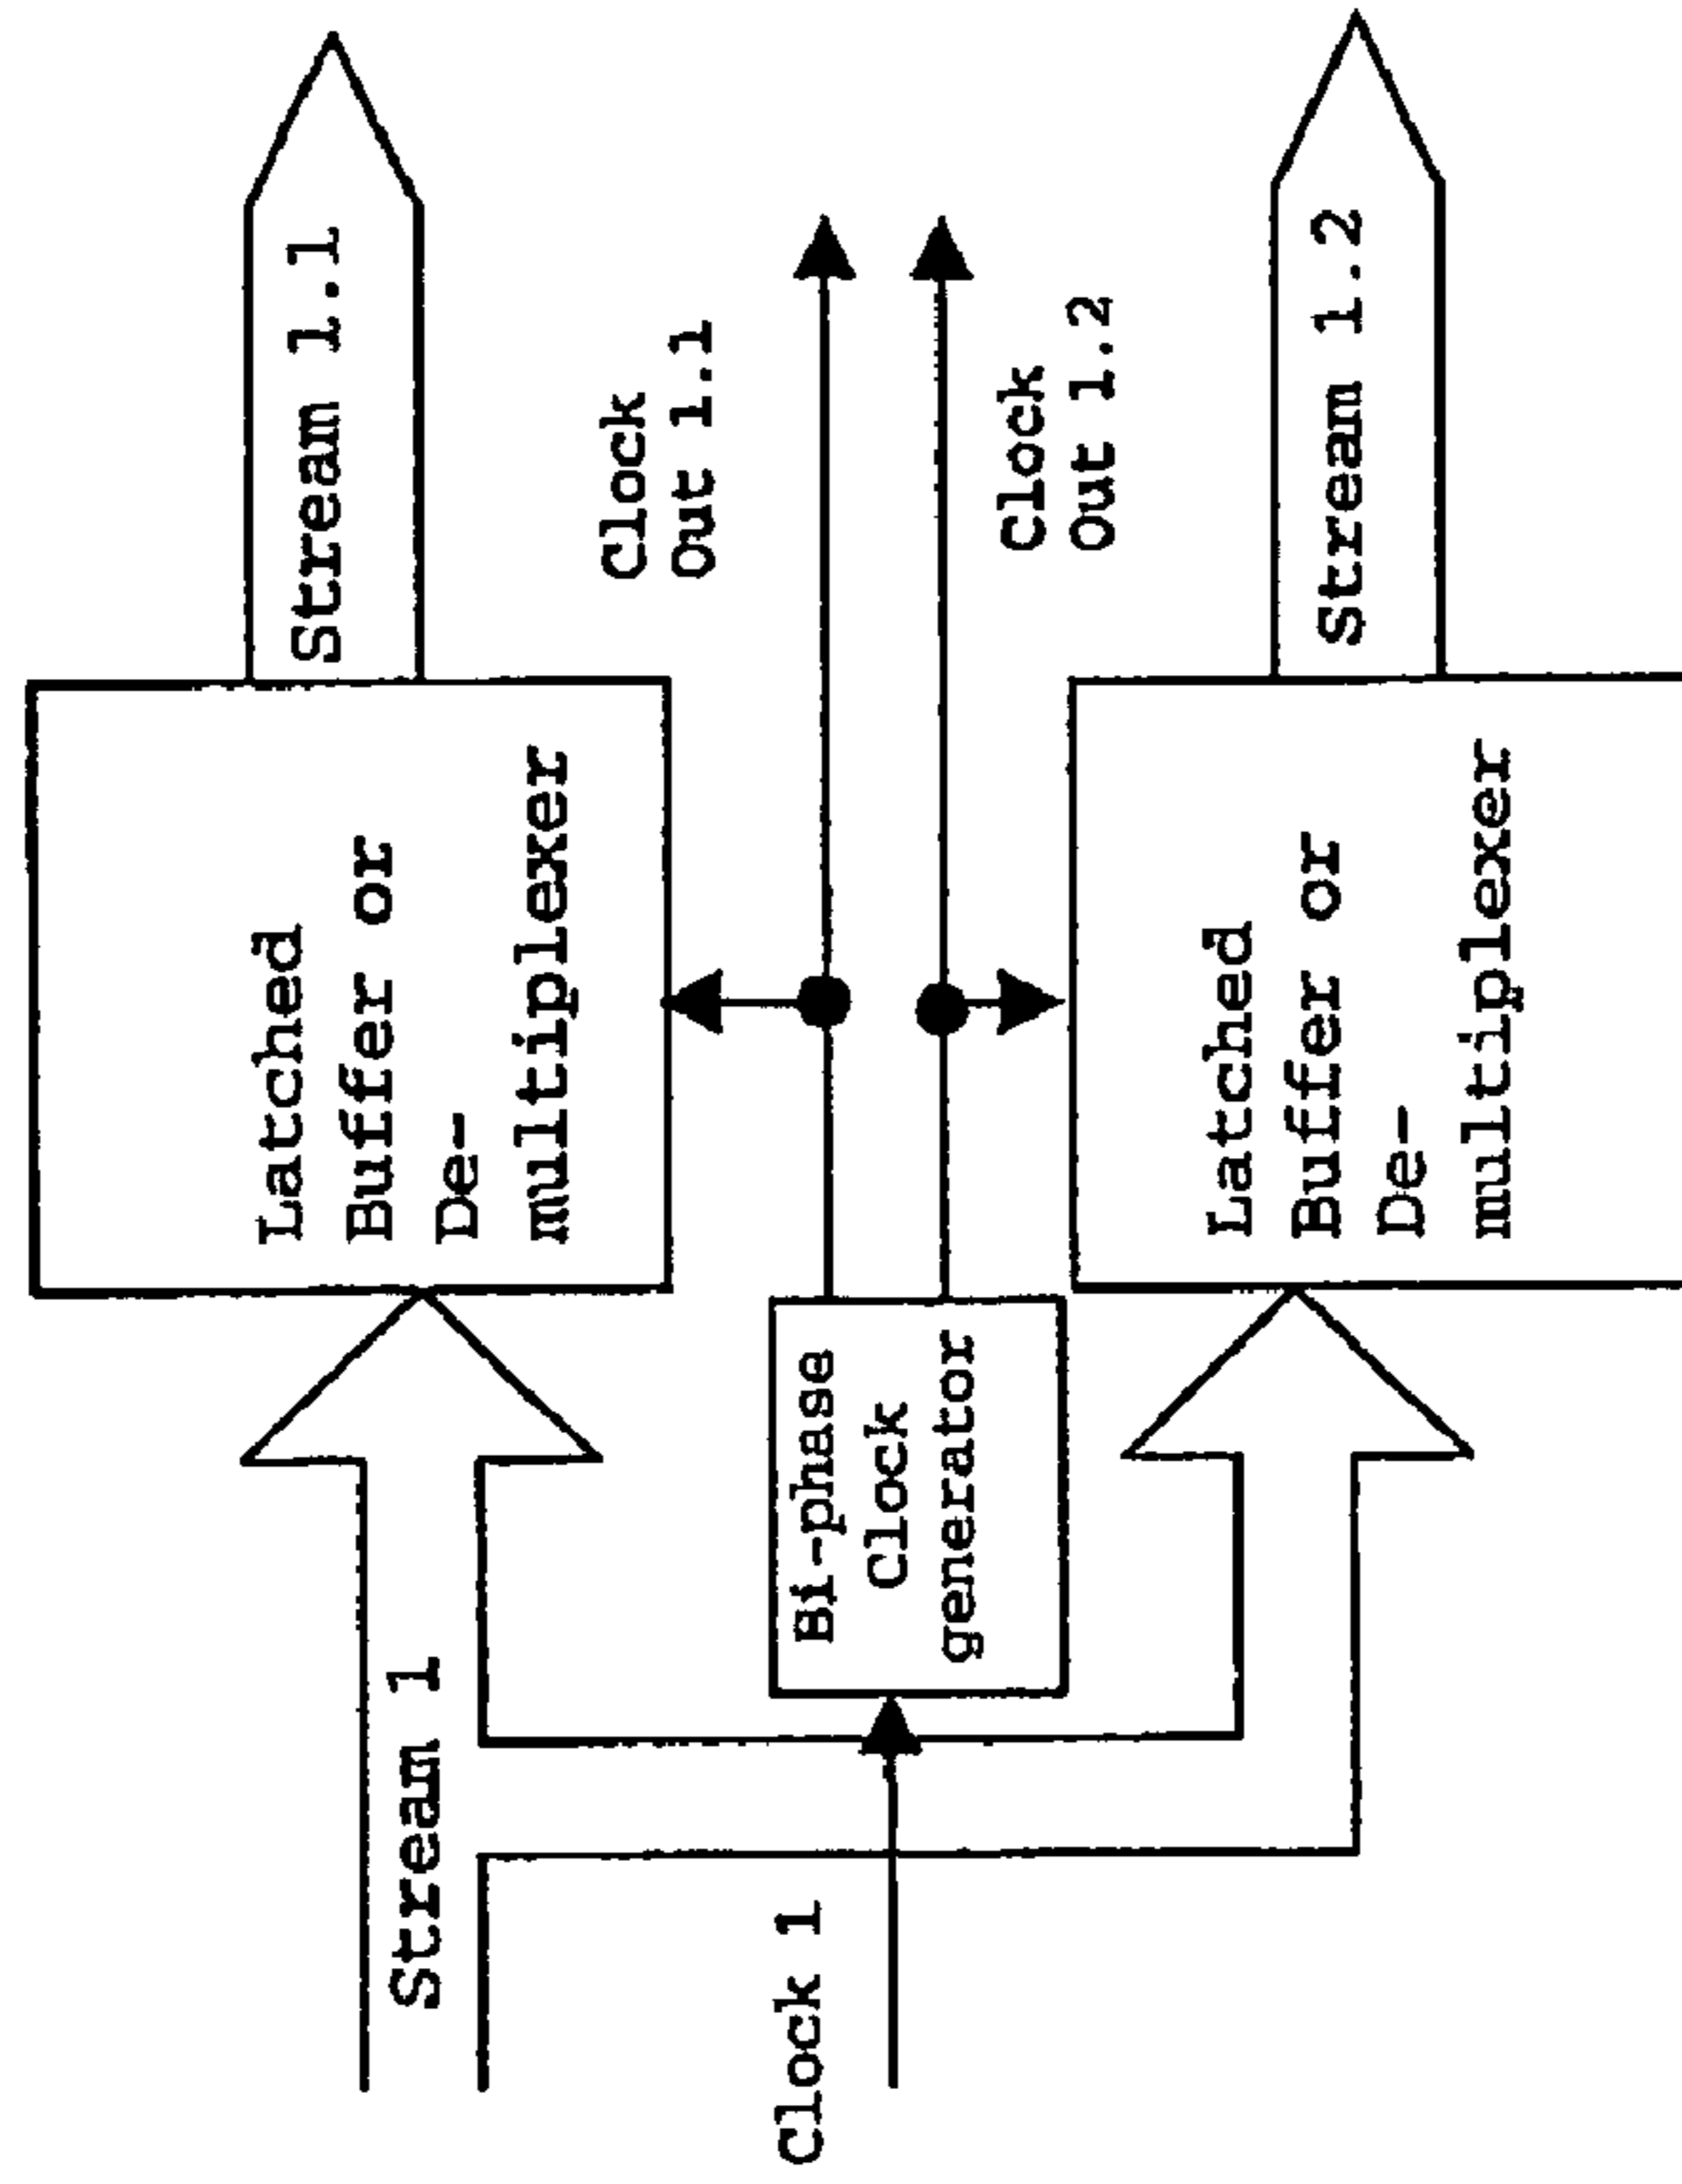 Stream 1
Clock 1
Latched
Buffer or
De-
multiplexer
Stream 1.1
Bi-phase
Clock
generator
Clock
Out 1.1
Clock
Out 1.2
Latched
Buffer or
De-
multiplexer
Stream 1.2